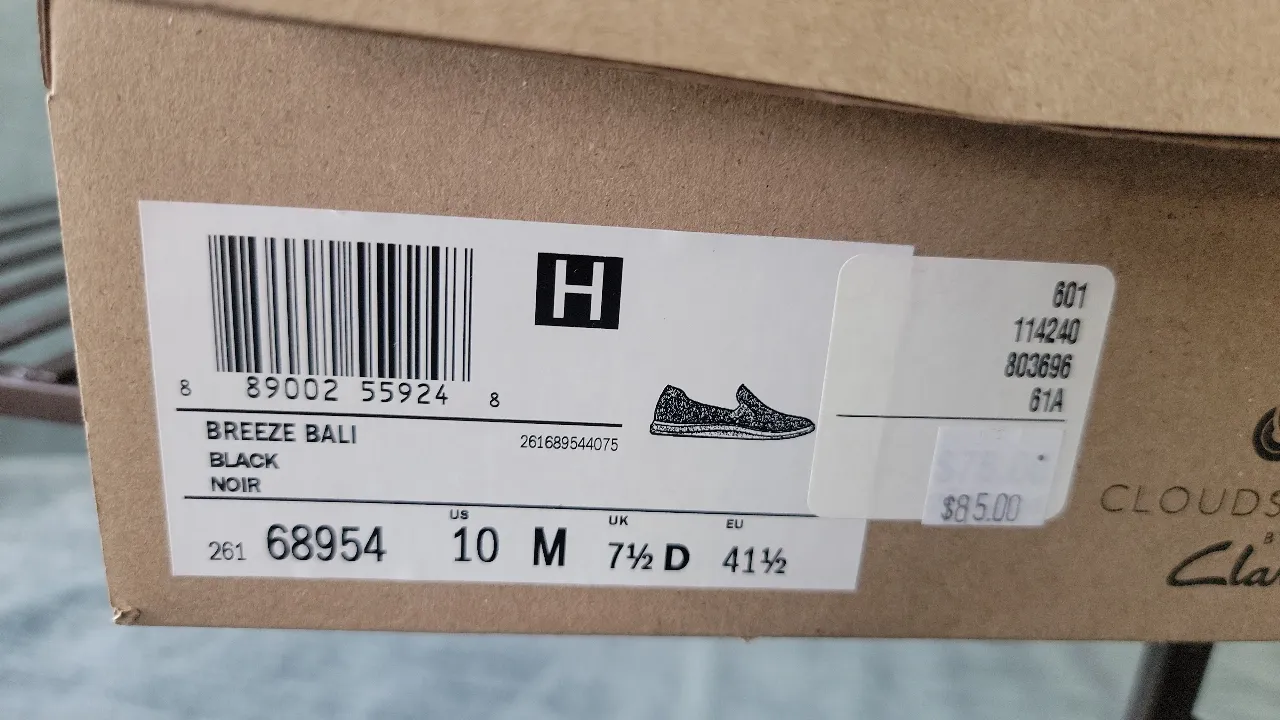 8 89002 55924 8
H
BREEZE BALI
261689544075
BLACK
NOIR
261 68954
US
10 M
UK
7½ D
EU
41½
601
114240
803696
61A
$85.00
CLOUDS
B
Cla